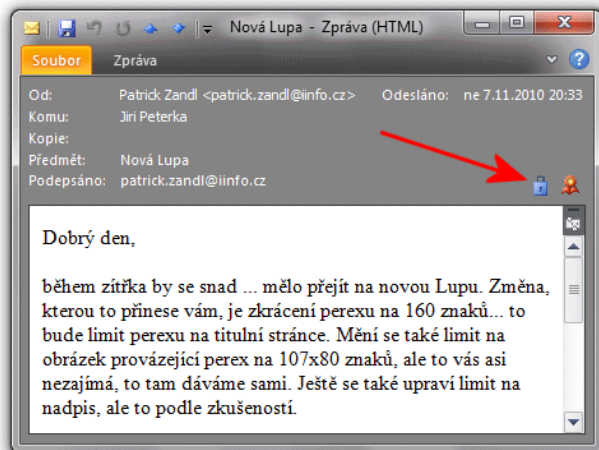 Nová Lupa - Zpráva (HTML)
Soubor Zpráva
Od: Patrick Zandl <patrick.zandl@iinfo.cz> Odesláno: ne 7.11.2010 20:33
Komu: Jiri Peterka
Kopie:
Předmět: Nová Lupa
Podepsáno: patrick.zandl@iinfo.cz
Dobrý den,
během zítřka by se snad ... mělo přejít na novou Lupu. Změna,
kterou to přinese vám, je zkrácení perexu na 160 znaků... to
bude limit perexu na titulní stránce. Mění se také limit na
obrázek provázející perex na 107x80 znaků, ale to vás asi
nezajímá, to tam dáváme sami. Ještě se také upraví limit na
nadpis, ale to podle zkušeností.